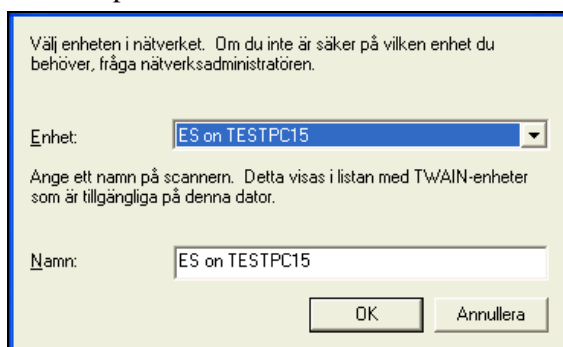 Välj enheten i nätverket. Om du inte är säker på vilken enhet du
behöver, fråga nätverksadministratören.
Enhet: ES on TESTPC15
Ange ett namn på scannern. Detta visas i listan med TWAIN-enheter
som är tillgängliga på denna dator.
Namn: ES on TESTPC15
OK Annullera